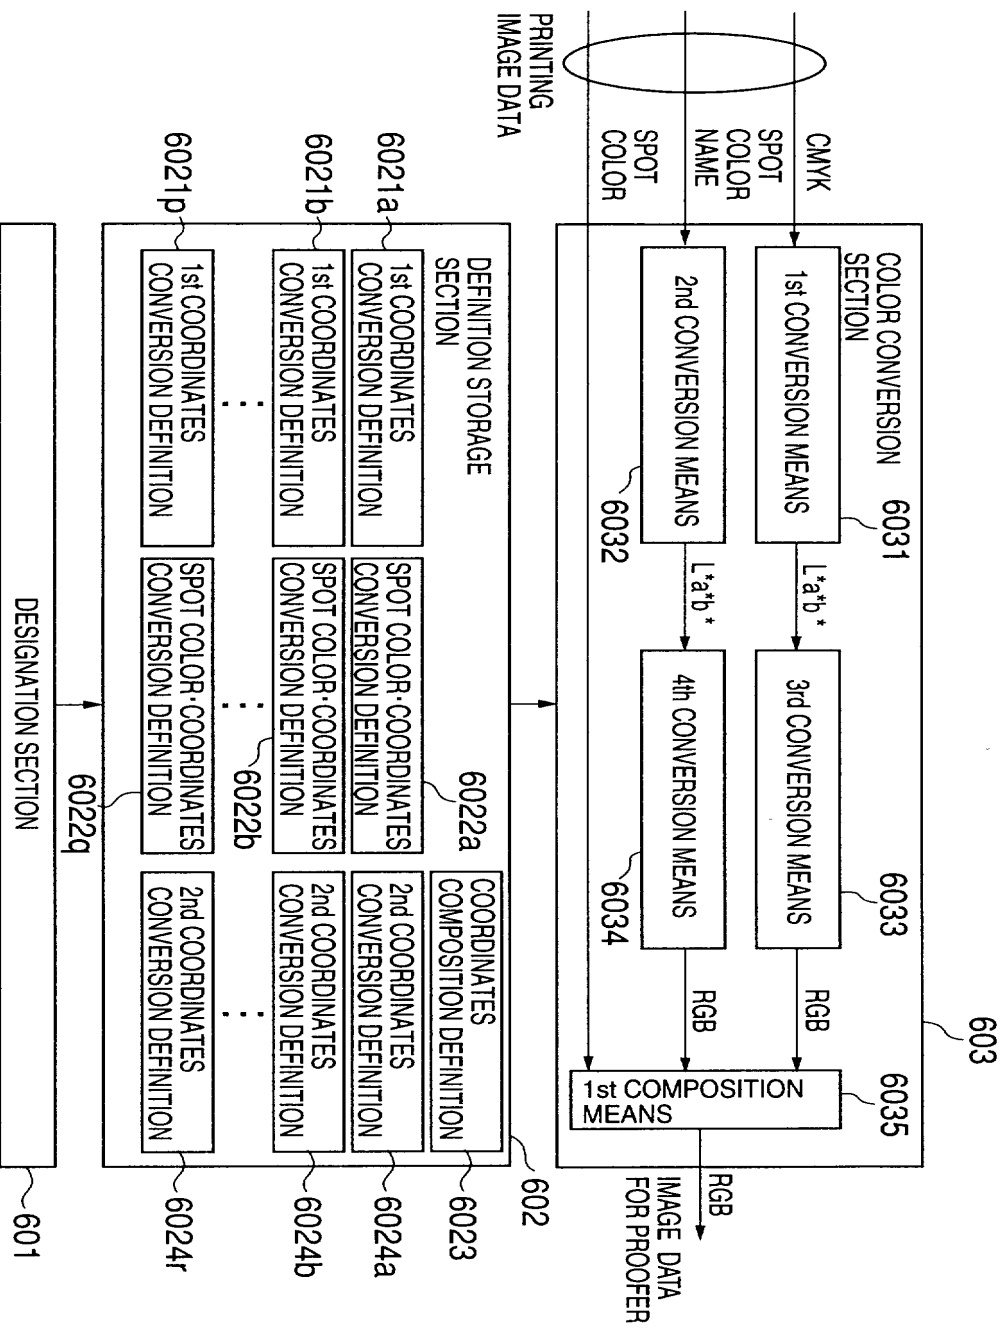 PRINTING
IMAGE DATA
CMYK
SPOT
COLOR
NAME
SPOT
COLOR
COLOR CONVERSION
SECTION
603
1st CONVERSION MEANS
6031
L*a*b*
3rd CONVERSION MEANS
6033
RGB
2nd CONVERSION MEANS
6032
L*a*b*
4th CONVERSION MEANS
6034
RGB
1st COMPOSITION
MEANS
6035
RGB
IMAGE DATA
FOR PROOFER
DEFINITION STORAGE
SECTION
602
COORDINATES
COMPOSITION DEFINITION
6023
6021a
1st COORDINATES
CONVERSION DEFINITION
SPOT COLOR·COORDINATES
CONVERSION DEFINITION
6022a
2nd COORDINATES
CONVERSION DEFINITION
6024a
6021b
1st COORDINATES
CONVERSION DEFINITION
SPOT COLOR·COORDINATES
CONVERSION DEFINITION
6022b
2nd COORDINATES
CONVERSION DEFINITION
6024b
6021p
1st COORDINATES
CONVERSION DEFINITION
SPOT COLOR·COORDINATES
CONVERSION DEFINITION
6022q
2nd COORDINATES
CONVERSION DEFINITION
6024r
DESIGNATION SECTION
601